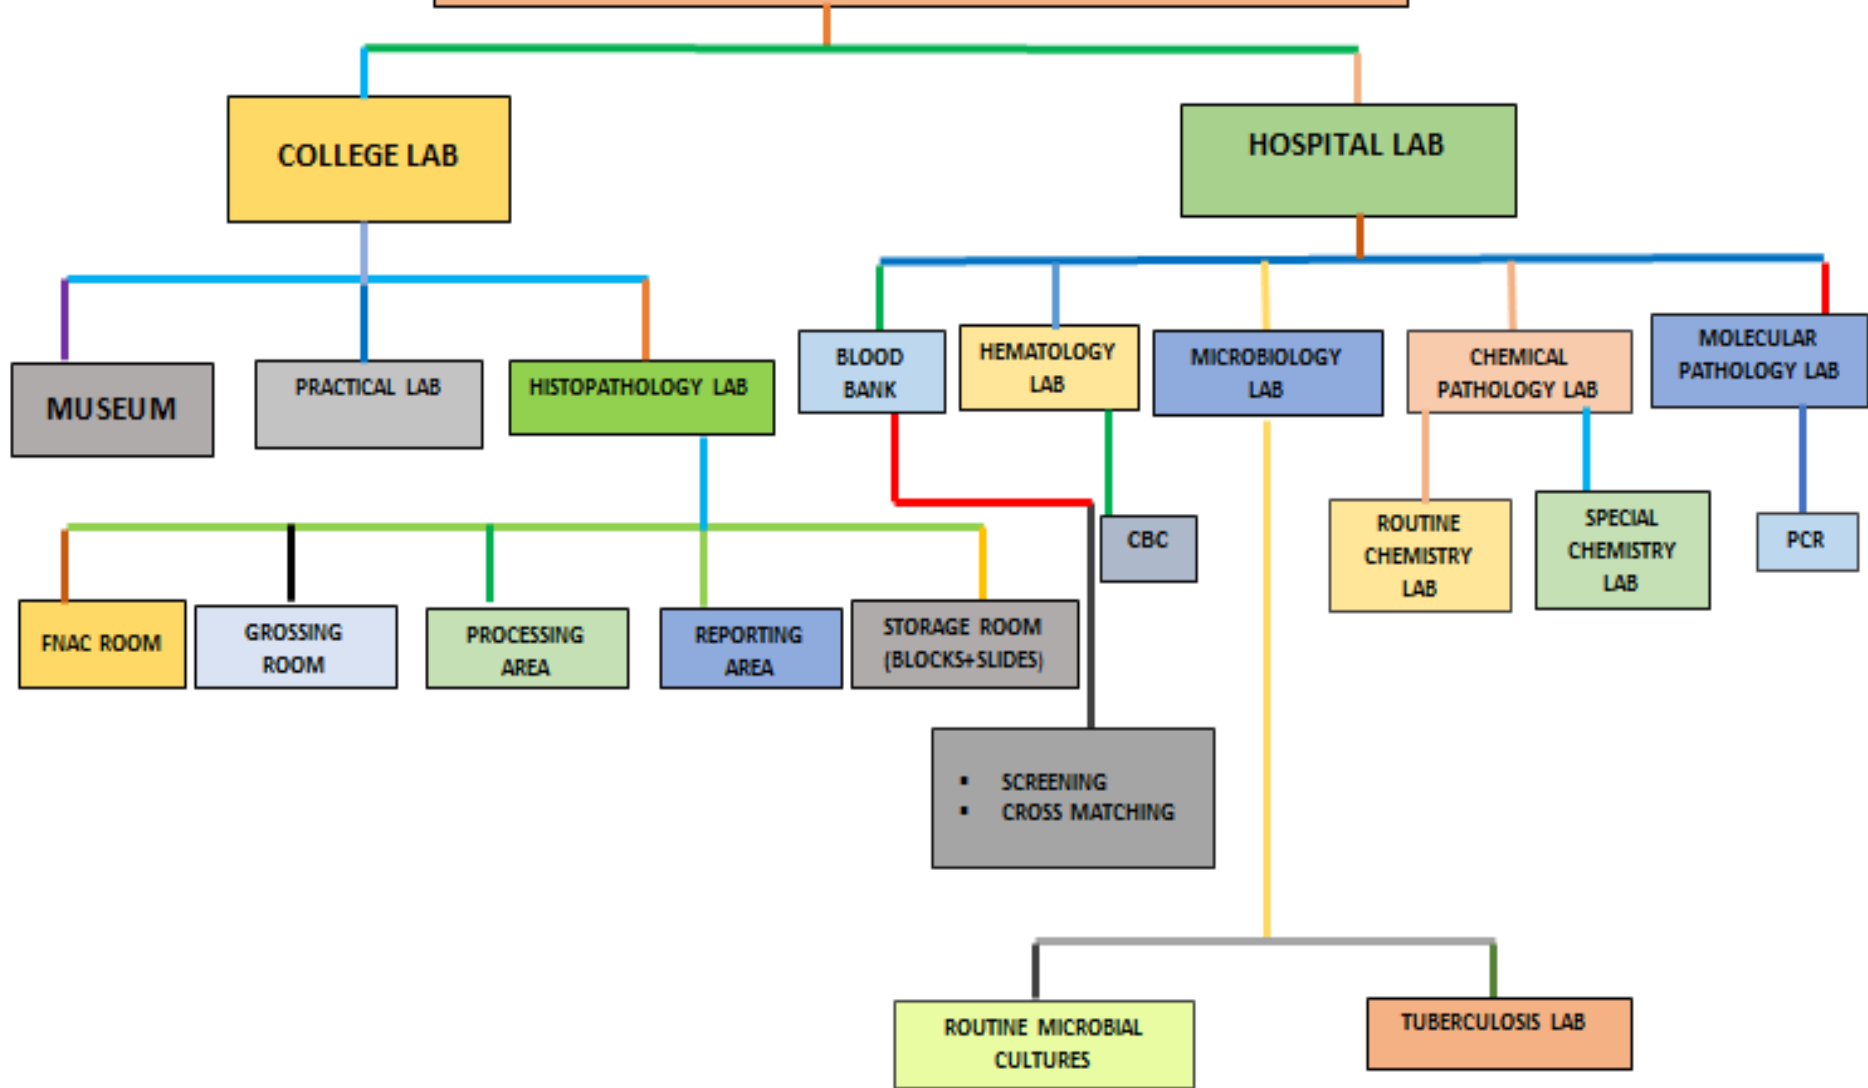 COLLEGE LAB
HOSPITAL LAB
MUSEUM
PRACTICAL LAB
HISTOPATHOLOGY LAB
BLOOD
BANK
HEMATOLOGY
LAB
MICROBIOLOGY
LAB
CHEMICAL
PATHOLOGY LAB
MOLECULAR
PATHOLOGY LAB
CBC
ROUTINE
CHEMISTRY
LAB
SPECIAL
CHEMISTRY
LAB
PCR
FNAC ROOM
GROSSING
ROOM
PROCESSING
AREA
REPORTING
AREA
STORAGE ROOM
(BLOCKS+SLIDES)
▪ SCREENING
▪ CROSS MATCHING
ROUTINE MICROBIAL
CULTURES
TUBERCULOSIS LAB